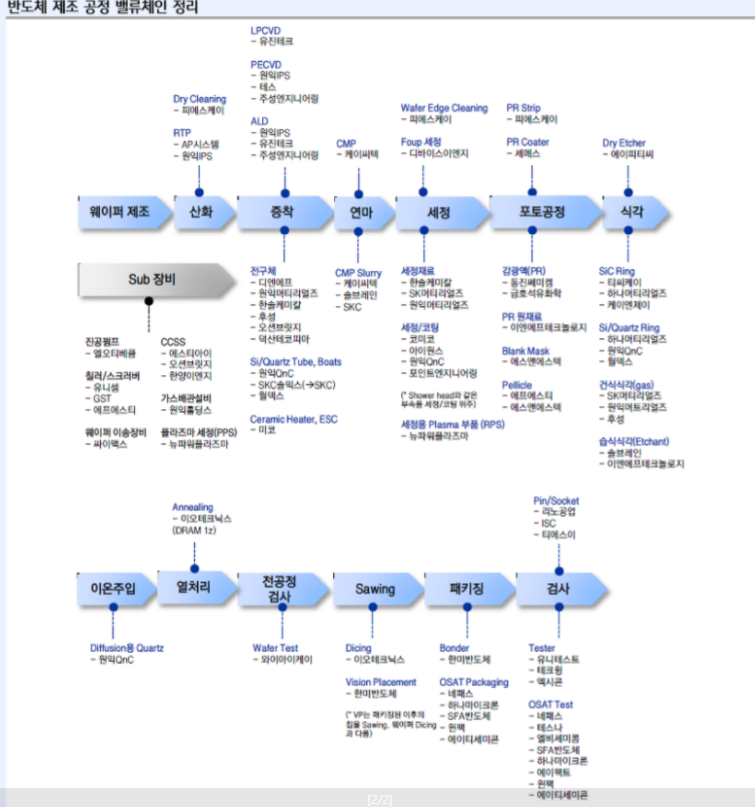 반도체 제조 공정 밸류체인 정리
LPCVD
- 유진테크
PECVD
- 원익IPS
- 테스
- 주성엔지니어링
ALD
- 원익IPS
- 유진테크
- 주성엔지니어링
Dry Cleaning
- 피에스케이
RTP
- AP시스템
- 원익IPS
CMP
- 케이씨텍
Wafer Edge Cleaning
- 피에스케이
Foup 세정
- 디바이스이엔지
PR Strip
- 피에스케이
PR Coater
- 세메스
Dry Etcher
- 에이피티씨
웨이퍼 제조
산화
증착
연마
세정
포토공정
식각
Sub 장비
진공펌프
- 엘오티베큠
칠러/스크러버
- 유니셈
- GST
- 에프에스티
웨이퍼 이송장비
- 싸이맥스
CCSS
- 에스티아이
- 오션브릿지
- 한양이엔지
가스배관설비
- 원익홀딩스
플라즈마 세정(PPS)
- 뉴파워플라즈마
전구체
- 디엔에프
- 원익머티리얼즈
- 한솔케미칼
- 후성
- 오션브릿지
- 덕산테코피아
Si/Quartz Tube, Boats
- 원익QnC
- SKC솔믹스(→SKC)
- 월덱스
Ceramic Heater, ESC
- 미코
CMP Slurry
- 케이씨텍
- 솔브레인
- SKC
세정재료
- 한솔케미칼
- SK머티리얼즈
- 원익머티리얼즈
세정/코팅
- 코미코
- 아이원스
- 원익QnC
- 포인트엔지니어링
(* Shower head와 같은
부속품 세정/코팅 위주)
세정용 Plasma 부품 (RPS)
- 뉴파워플라즈마
감광액(PR)
- 동진쎄미켐
- 금호석유화학
PR 원재료
- 이엔에프테크놀로지
Blank Mask
- 에스앤에스텍
Pellicle
- 에프에스티
- 에스앤에스텍
SiC Ring
- 티씨케이
- 하나머티리얼즈
- 케이엔제이
Si/Quartz Ring
- 하나머티리얼즈
- 원익QnC
- 월덱스
건식식각(gas)
- SK머티리얼즈
- 원익머트리얼즈
- 후성
습식식각(Etchant)
- 솔브레인
- 이엔에프테크놀로지
Annealing
- 이오테크닉스
(DRAM 1z)
Pin/Socket
- 리노공업
- ISC
- 티에스이
이온주입
열처리
전공정
검사
Sawing
패키징
검사
Diffusion용 Quartz
- 원익QnC
Wafer Test
- 와이아이케이
Dicing
- 이오테크닉스
Vision Placement
- 한미반도체
(* VP는 패키징된 이후의
칩을 Sawing, 웨이퍼 Dicing
과 다름)
Bonder
- 한미반도체
OSAT Packaging
- 네패스
- 하나마이크론
- SFA반도체
- 윈팩
- 에이티세미콘
Tester
- 유니테스트
- 테크윙
- 엑시콘
OSAT Test
- 네패스
- 테스나
- 엘비세미콤
- SFA반도체
- 하나마이크론
- 에이팩트
- 윈팩
- 에이티세미콘
[2/2]